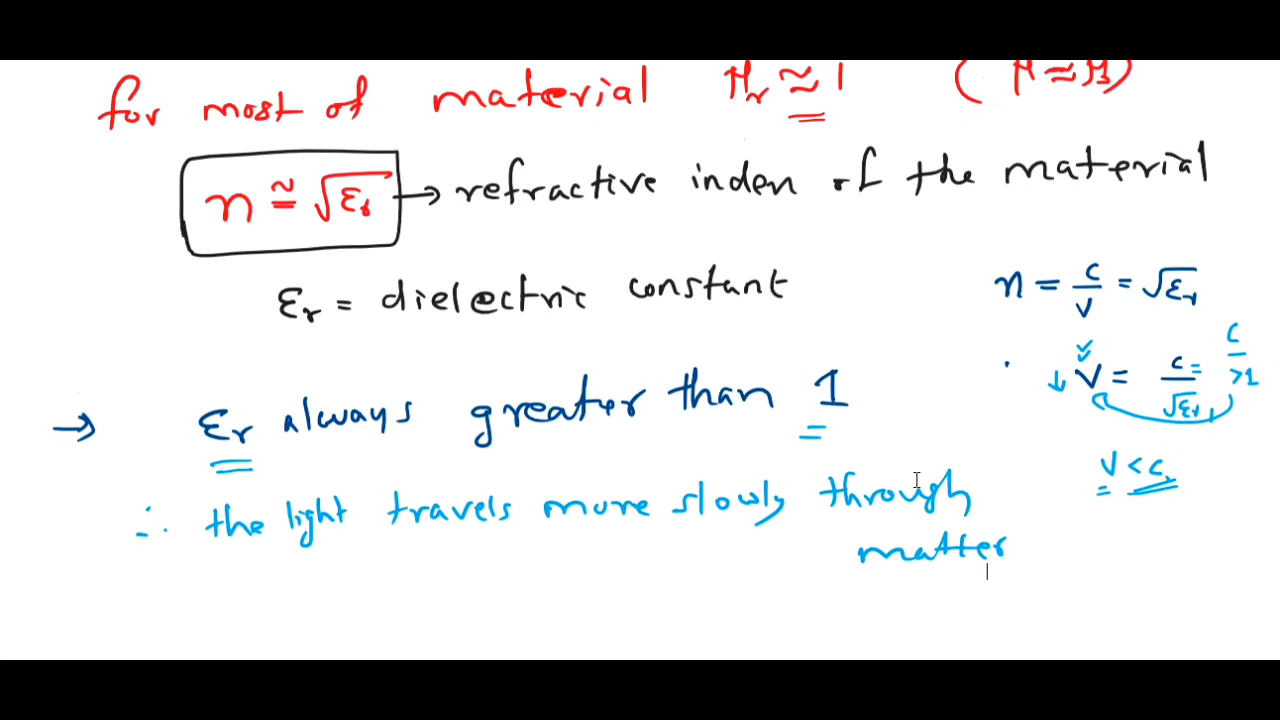 for most of material μr ≈ 1 ( μ ≈ μ0)
n ≅ √εr → refractive index of the material
εr = dielectric constant
n = c/v = √εr
v = c/√εr = c/>1
→ εr always greater than 1
v < c
∴ the light travels more slowly through
matter